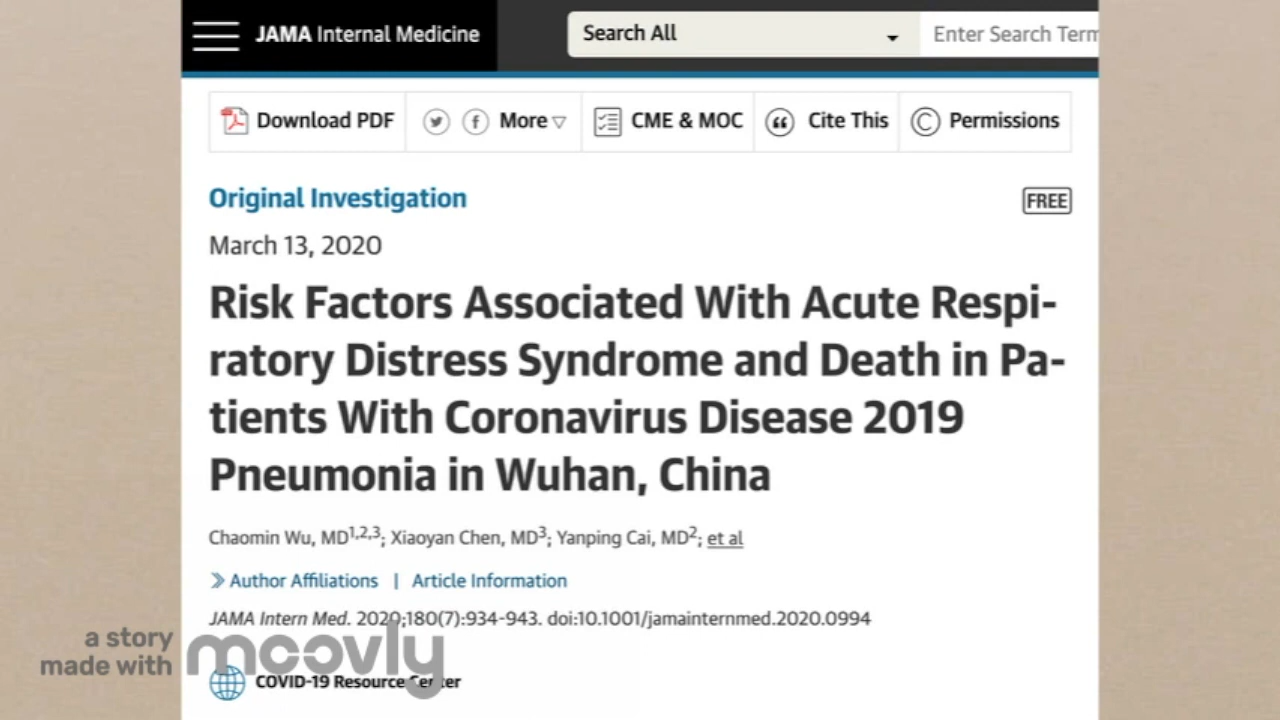 JAMA Internal Medicine
Search All
Enter Search Term
Download PDF
f
More
CME & MOC
Cite This
Permissions
Original Investigation
FREE
March 13, 2020
Risk Factors Associated With Acute Respi-
ratory Distress Syndrome and Death in Pa-
tients With Coronavirus Disease 2019
Pneumonia in Wuhan, China
Chaomin Wu, MD1,2,3; Xiaoyan Chen, MD3; Yanping Cai, MD2; et al
Author Affiliations | Article Information
JAMA Intern Med. 2020;180(7):934-943. doi:10.1001/jamainternmed.2020.0994
a story
made with moovly
COVID-19 Resource Center